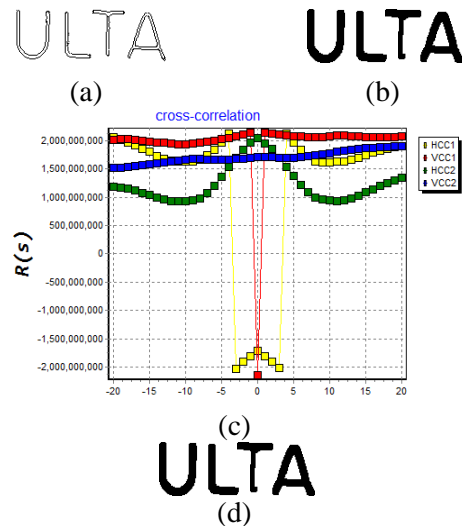 ULTA ULTA
(a) (b)
cross-correlation
2,000,000,000
1,500,000,000
1,000,000,000
500,000,000
0
-500,000,000
-1,000,000,000
-1,500,000,000
-2,000,000,000
R(s)
-20 -15 -10 -5 0 5 10 15 20
HCC1
VCC1
HCC2
VCC2
(c)
ULTA
(d)